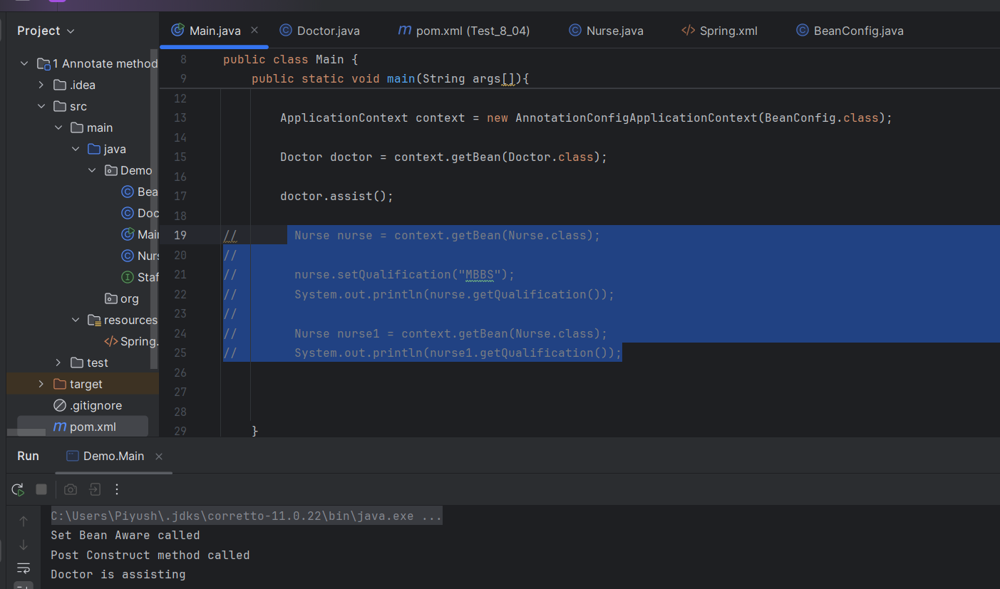 Project
Main.java
Doctor.java
m pom.xml (Test_8_04)
Nurse.java
</> Spring.xml
BeanConfig.java
1 Annotate method
.idea
src
main
java
Demo
Bea
Doc
Mai
Nurs
Staf
org
resources
</> Spring.
test
target
.gitignore
m pom.xml
8 public class Main {
9 public static void main(String args[]){
12
13 ApplicationContext context = new AnnotationConfigApplicationContext(BeanConfig.class);
14
15 Doctor doctor = context.getBean(Doctor.class);
16
17 doctor.assist();
18
19 // Nurse nurse = context.getBean(Nurse.class);
20 //
21 // nurse.setQualification("MBBS");
22 // System.out.println(nurse.getQualification());
23 //
24 // Nurse nurse1 = context.getBean(Nurse.class);
25 // System.out.println(nurse1.getQualification());
26
27
28
29 }
Run
Demo.Main
C:\Users\Piyush\.jdks\corretto-11.0.22\bin\java.exe ...
Set Bean Aware called
Post Construct method called
Doctor is assisting